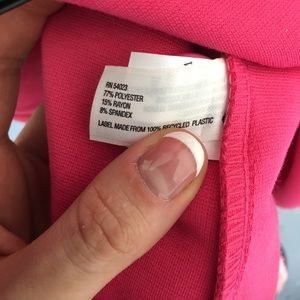 RN 54023
77% POLYESTER
15% RAYON
8% SPANDEX
LABEL MADE FROM 100% RECYCLED PLASTIC